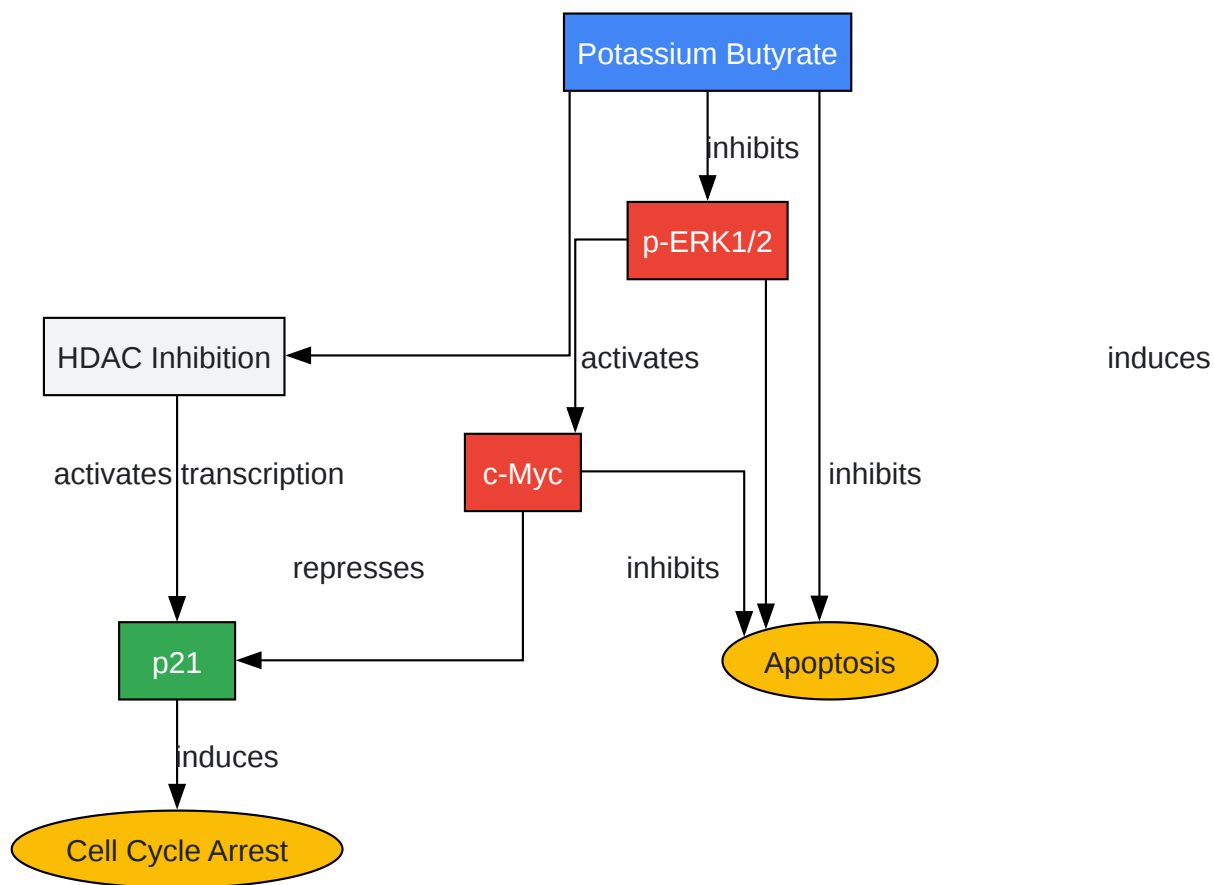 Potassium Butyrate
inhibits
p-ERK1/2
HDAC Inhibition
activates
induces
activates transcription
c-Myc
inhibits
represses
inhibits
p21
Apoptosis
induces
Cell Cycle Arrest